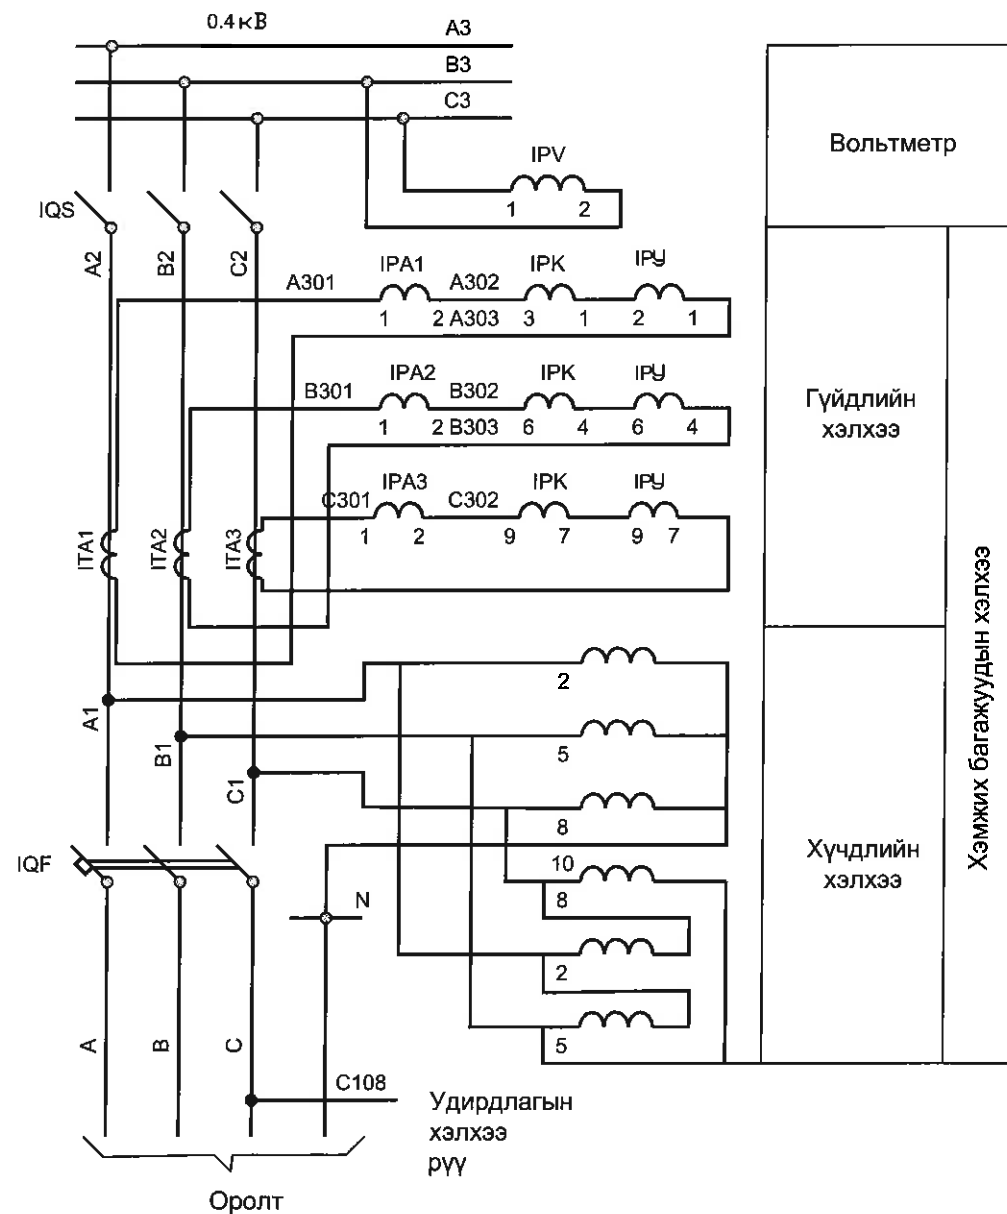 0.4кВ
A3
B3
C3
IPV
1 2
Вольтметр
IQS
A2
B2
C2
A301 IPA1 A302 IPK IPУ
1 2 A303 3 1 2 1
B301 IPA2 B302 IPK IPУ
1 2 B303 6 4 6 4
Гүйдлийн
хэлхээ
C301 IPA3 C302 IPK IPУ
1 2 9 7 9 7
ITA1
ITA2
ITA3
Хэмжих багажуудын хэлхээ
2
A1
B1
5
C1
8
IQF
10
8
Хүчдлийн
хэлхээ
N
2
5
A
B
C
C108
Удирдлагын
хэлхээ
рүү
Оролт